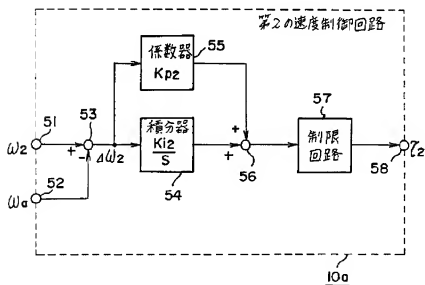 第2の速度制御回路
係数器
Kp2
55
51
53
積分器
Ki2
S
57
制限
回路
ω2
+
-
Δω2
+
+
56
58
τ2
52
54
ωa
10a